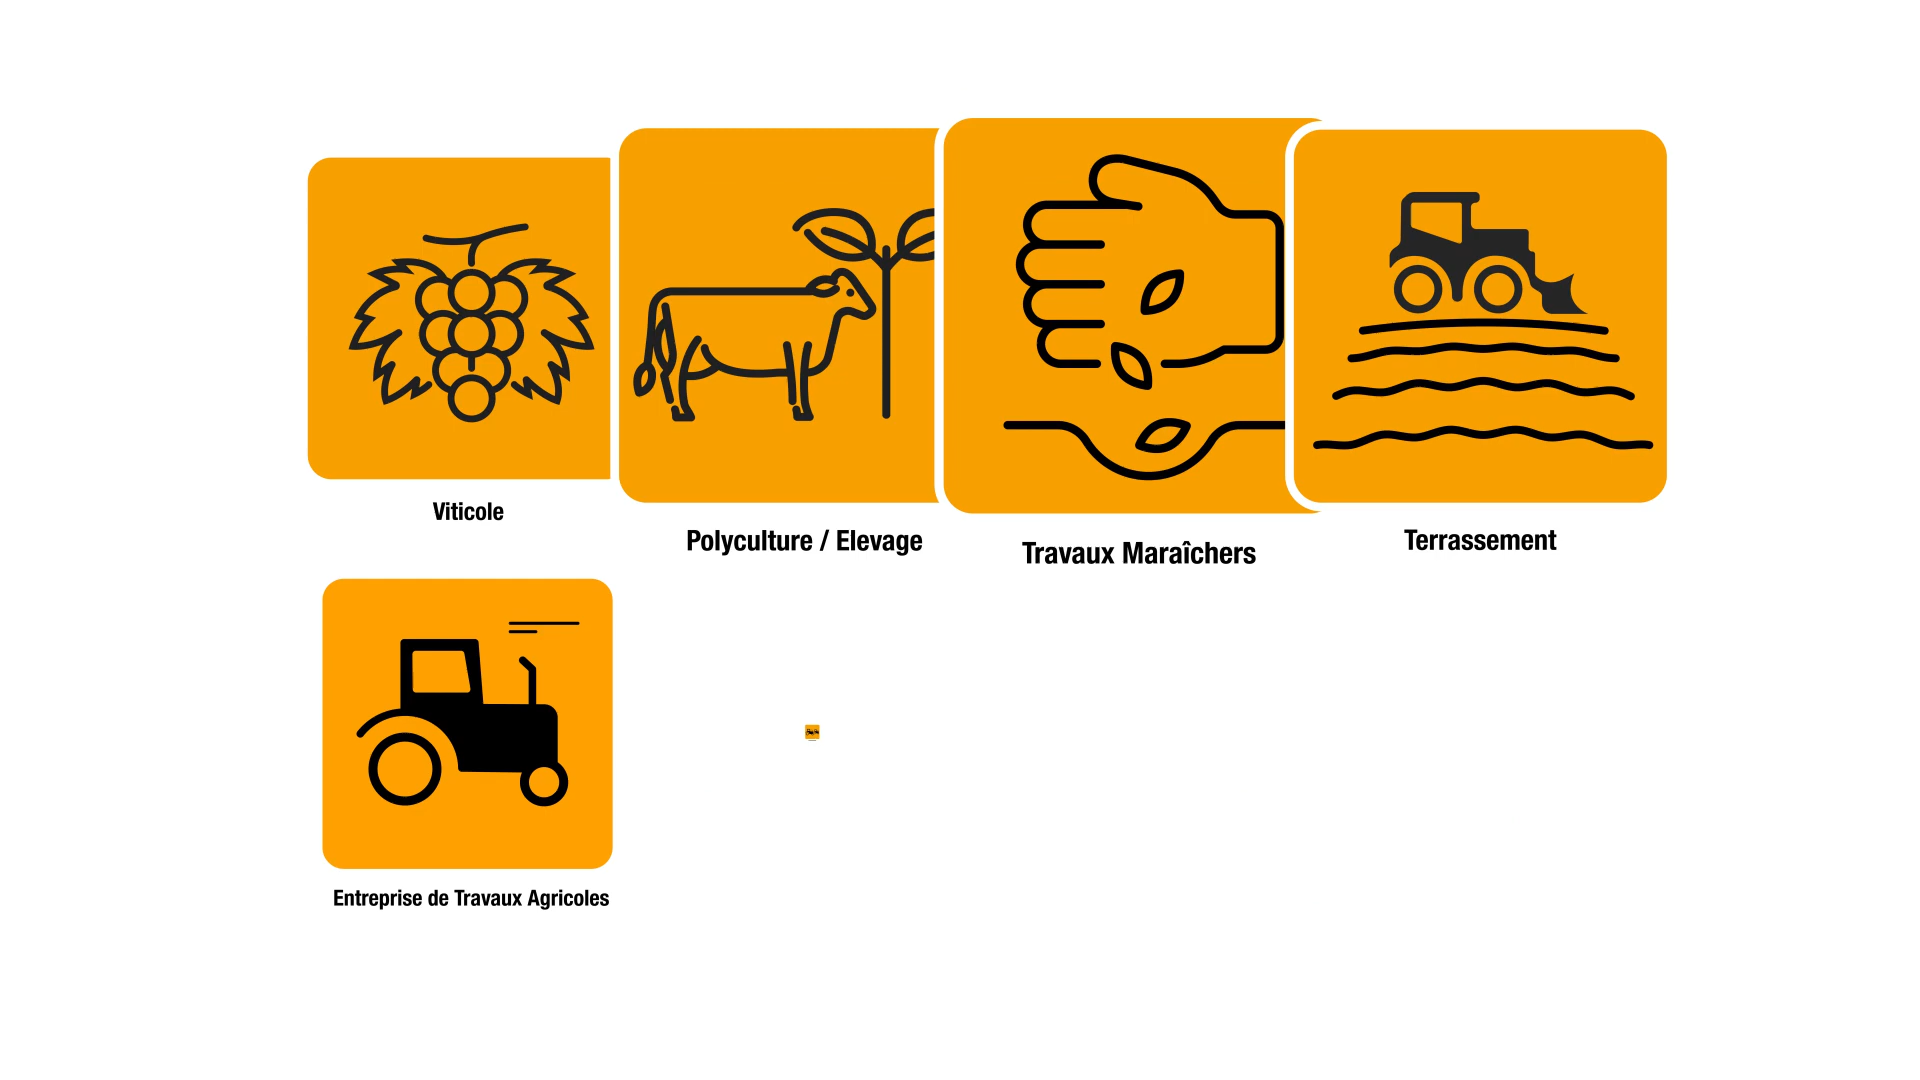 Viticole
Polyculture / Elevage
Travaux Maraîchers
Terrassement
Entreprise de Travaux Agricoles